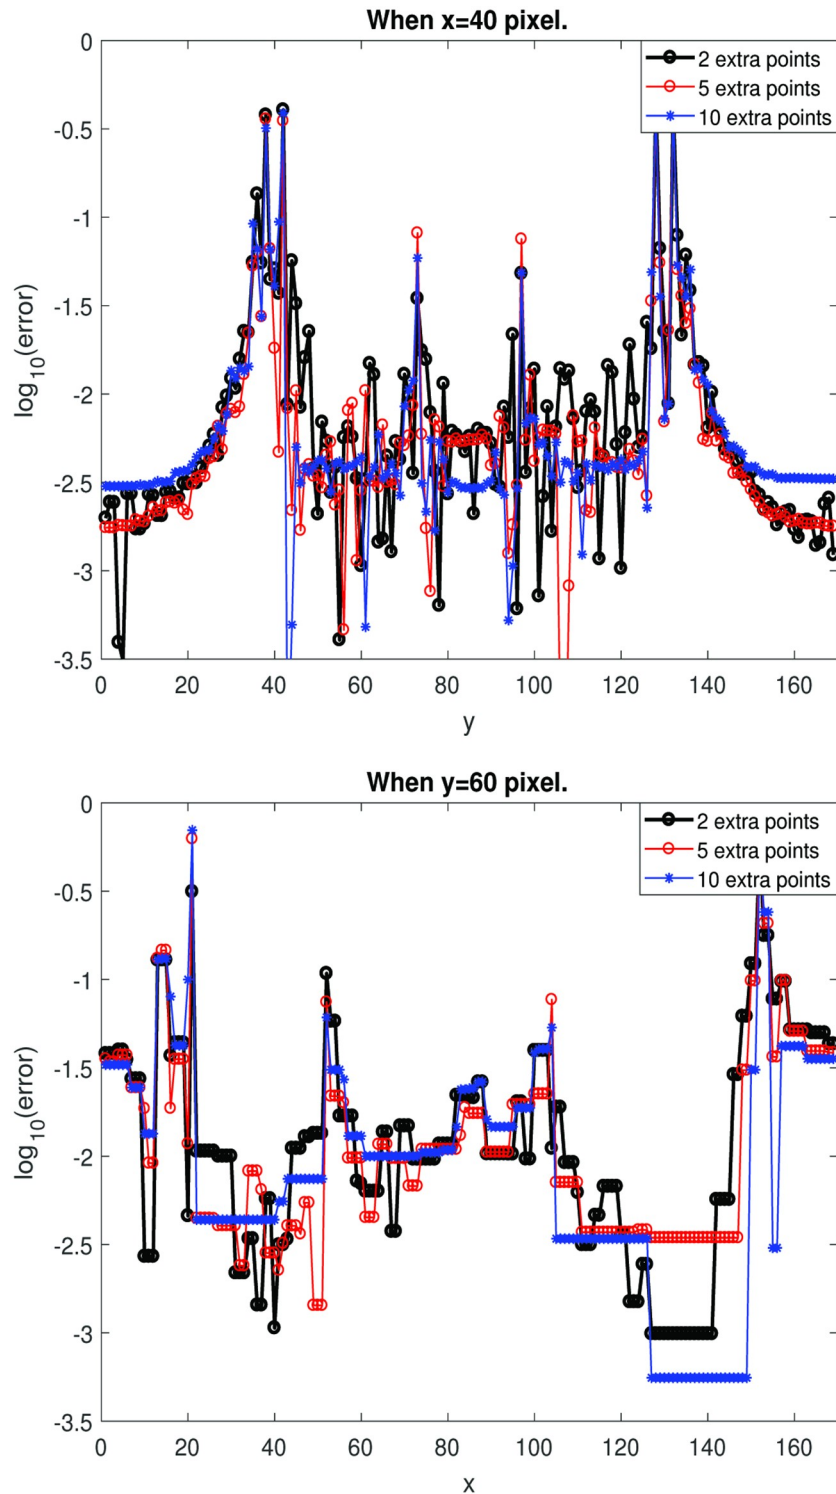 When x=40 pixel.
2 extra points
5 extra points
10 extra points
0
-0.5
-1
-1.5
-2
-2.5
-3
-3.5
log10(error)
0 20 40 60 80 100 120 140 160
y
When y=60 pixel.
2 extra points
5 extra points
10 extra points
0
-0.5
-1
-1.5
-2
-2.5
-3
-3.5
log10(error)
0 20 40 60 80 100 120 140 160
x